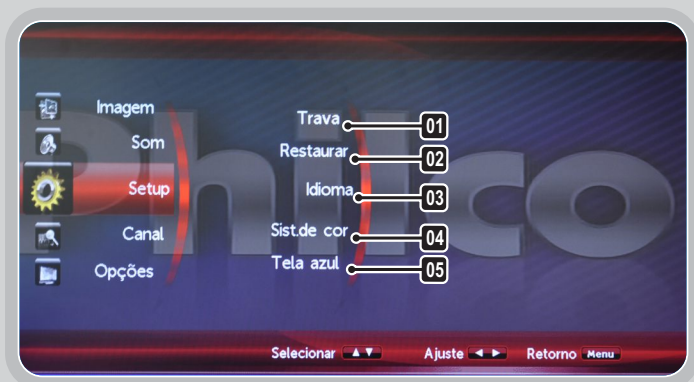 Philco
Imagem
Som
Setup
Canal
Opções
Trava 01
Restaurar 02
Idioma 03
Sist.de cor 04
Tela azul 05
Selecionar ▲▼ Ajuste ◄ ► Retorno Menu